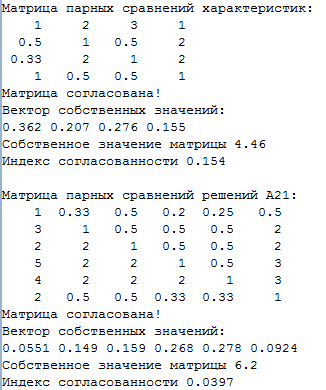 Матрица парных сравнений характеристик:
1 2 3 1
0.5 1 0.5 2
0.33 2 1 2
1 0.5 0.5 1
Матрица согласована!
Вектор собственных значений:
0.362 0.207 0.276 0.155
Собственное значение матрицы 4.46
Индекс согласованности 0.154
Матрица парных сравнений решений A21:
1 0.33 0.5 0.2 0.25 0.5
3 1 0.5 0.5 0.5 2
2 2 1 0.5 0.5 2
5 2 2 1 0.5 3
4 2 2 2 1 3
2 0.5 0.5 0.33 0.33 1
Матрица согласована!
Вектор собственных значений:
0.0551 0.149 0.159 0.268 0.278 0.0924
Собственное значение матрицы 6.2
Индекс согласованности 0.0397